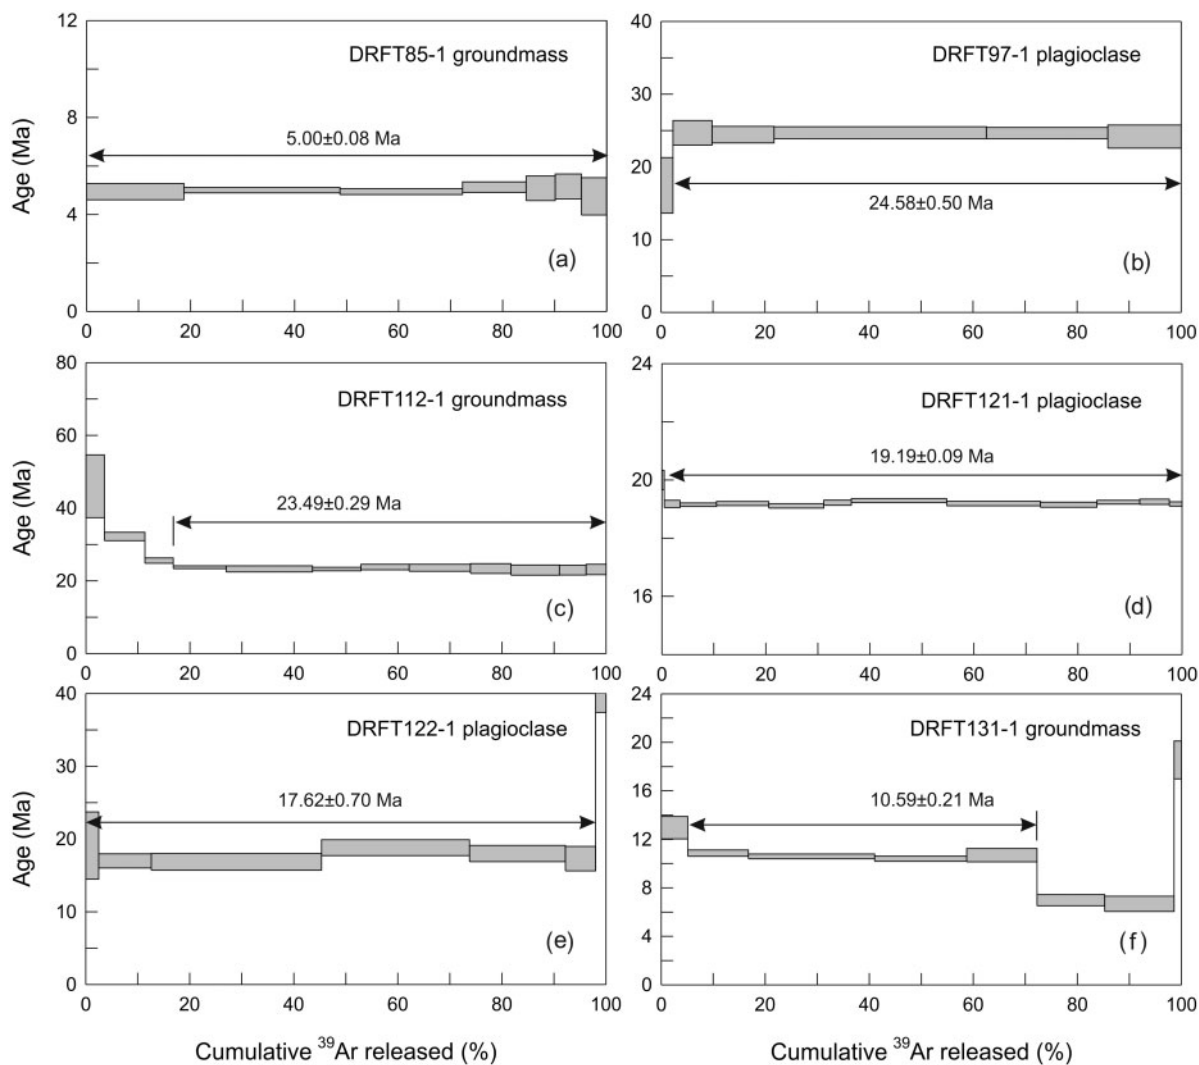 12
8
4
0
Age (Ma)
DRFT85-1 groundmass
5.00±0.08 Ma
(a)
0 20 40 60 80 100
40
30
20
10
0
DRFT97-1 plagioclase
24.58±0.50 Ma
(b)
0 20 40 60 80 100
80
60
40
20
0
Age (Ma)
DRFT112-1 groundmass
23.49±0.29 Ma
(c)
0 20 40 60 80 100
24
20
16
DRFT121-1 plagioclase
19.19±0.09 Ma
(d)
0 20 40 60 80 100
40
30
20
10
0
Age (Ma)
DRFT122-1 plagioclase
17.62±0.70 Ma
(e)
0 20 40 60 80 100
Cumulative ³⁹Ar released (%)
24
20
16
12
8
4
0
DRFT131-1 groundmass
10.59±0.21 Ma
(f)
0 20 40 60 80 100
Cumulative ³⁹Ar released (%)